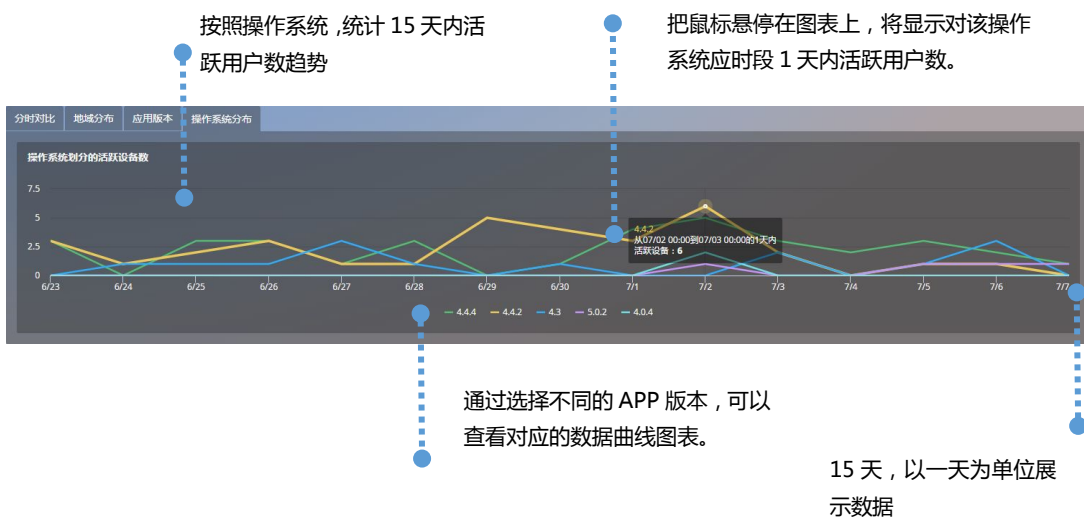 按照操作系统,统计 15 天内活
跃用户数趋势
把鼠标悬停在图表上，将显示对该操作
系统应时段 1 天内活跃用户数。
分时对比 地域分布 应用版本 操作系统分布
操作系统划分的活跃设备数
7.5
5
2.5
0
4.4.2
从07/02 00:00到07/03 00:00的1天内
活跃设备：6
6/23 6/24 6/25 6/26 6/27 6/28 6/29 6/30 7/1 7/2 7/3 7/4 7/5 7/6 7/7
4.4.4 4.4.2 4.3 5.0.2 4.0.4
通过选择不同的 APP 版本，可以
查看对应的数据曲线图表。
15 天，以一天为单位展
示数据